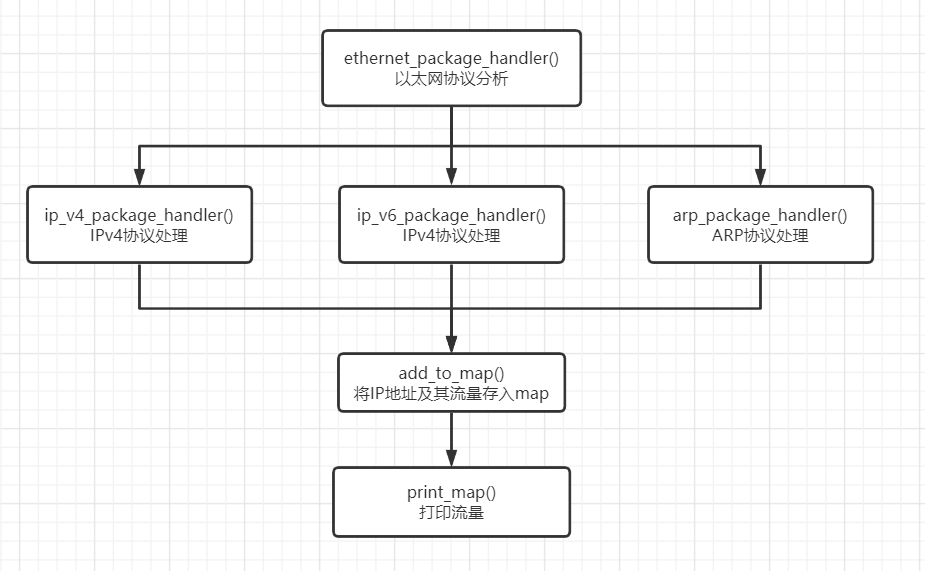 ethernet_package_handler()
以太网协议分析
ip_v4_package_handler()
IPv4协议处理
ip_v6_package_handler()
IPv4协议处理
arp_package_handler()
ARP协议处理
add_to_map()
将IP地址及其流量存入map
print_map()
打印流量